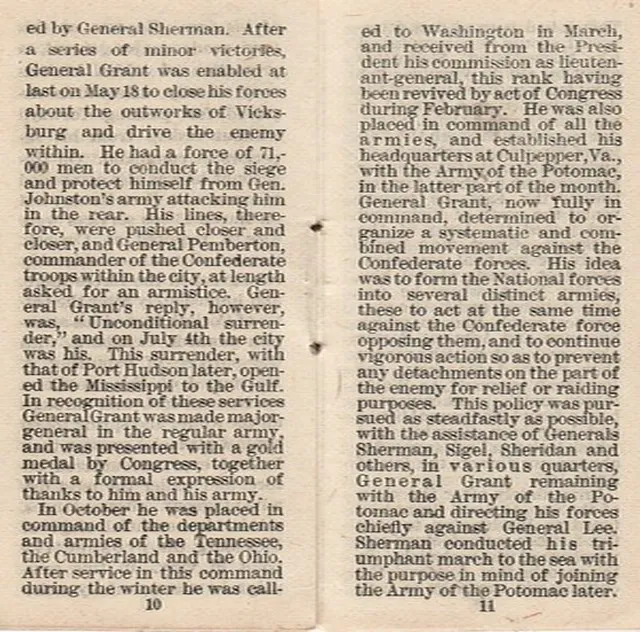 ed by General Sherman. After
a series of minor victories,
General Grant was enabled at
last on May 18 to close his forces
about the outworks of Vicks-
burg and drive the enemy
within. He had a force of 71,-
000 men to conduct the siege
and protect himself from Gen.
Johnston's army attacking him
in the rear. His lines, there-
fore, were pushed closer and
closer, and General Pemberton,
commander of the Confederate
troops within the city, at length
asked for an armistice. Gen-
eral Grant's reply, however,
was, "Unconditional surren-
der," and on July 4th the city
was his. This surrender, with
that of Port Hudson later, open-
ed the Mississippi to the Gulf.
In recognition of these services
General Grant was made major-
general in the regular army,
and was presented with a gold
medal by Congress, together
with a formal expression of
thanks to him and his army.
In October he was placed in
command of the departments
and armies of the Tennessee,
the Cumberland and the Ohio.
After service in this command
during the winter he was call-
10
ed to Washington in March,
and received from the Presi-
dent his commission as lieuten-
ant-general, this rank having
been revived by act of Congress
during February. He was also
placed in command of all the
armies, and established his
headquarters at Culpepper, Va.,
with the Army of the Potomac,
in the latter part of the month.
General Grant, now fully in
command, determined to or-
ganize a systematic and com-
bined movement against the
Confederate forces. His idea
was to form the National forces
into several distinct armies,
these to act at the same time
against the Confederate force
opposing them, and to continue
vigorous action so as to prevent
any detachments on the part of
the enemy for relief or raiding
purposes. This policy was pur-
sued as steadfastly as possible,
with the assistance of Generals
Sherman, Sigel, Sheridan and
others, in various quarters,
General Grant remaining
with the Army of the Po-
tomac and directing his forces
chiefly against General Lee.
Sherman conducted his tri-
umphant march to the sea with
the purpose in mind of joining
the Army of the Potomac later.
11